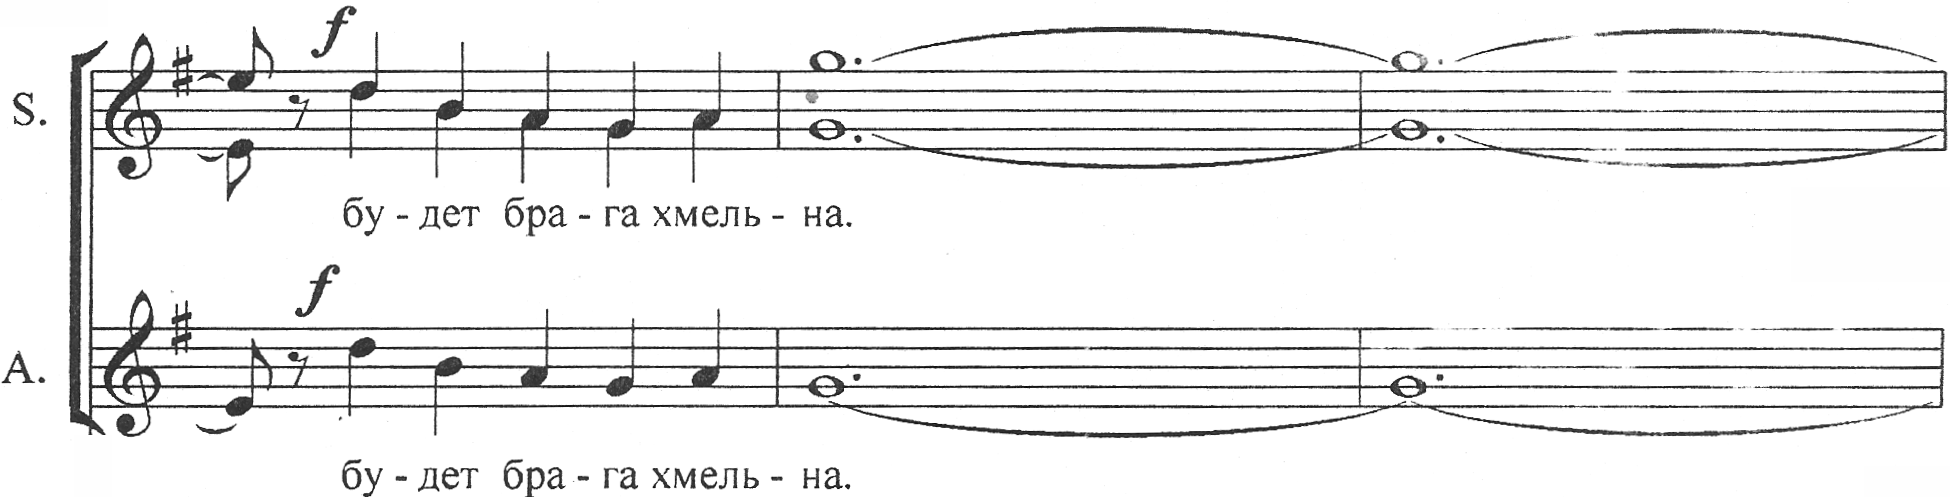 f
S.
бу - дет бра - га хмель - на.
f
A.
бу - дет бра - га хмель - на.